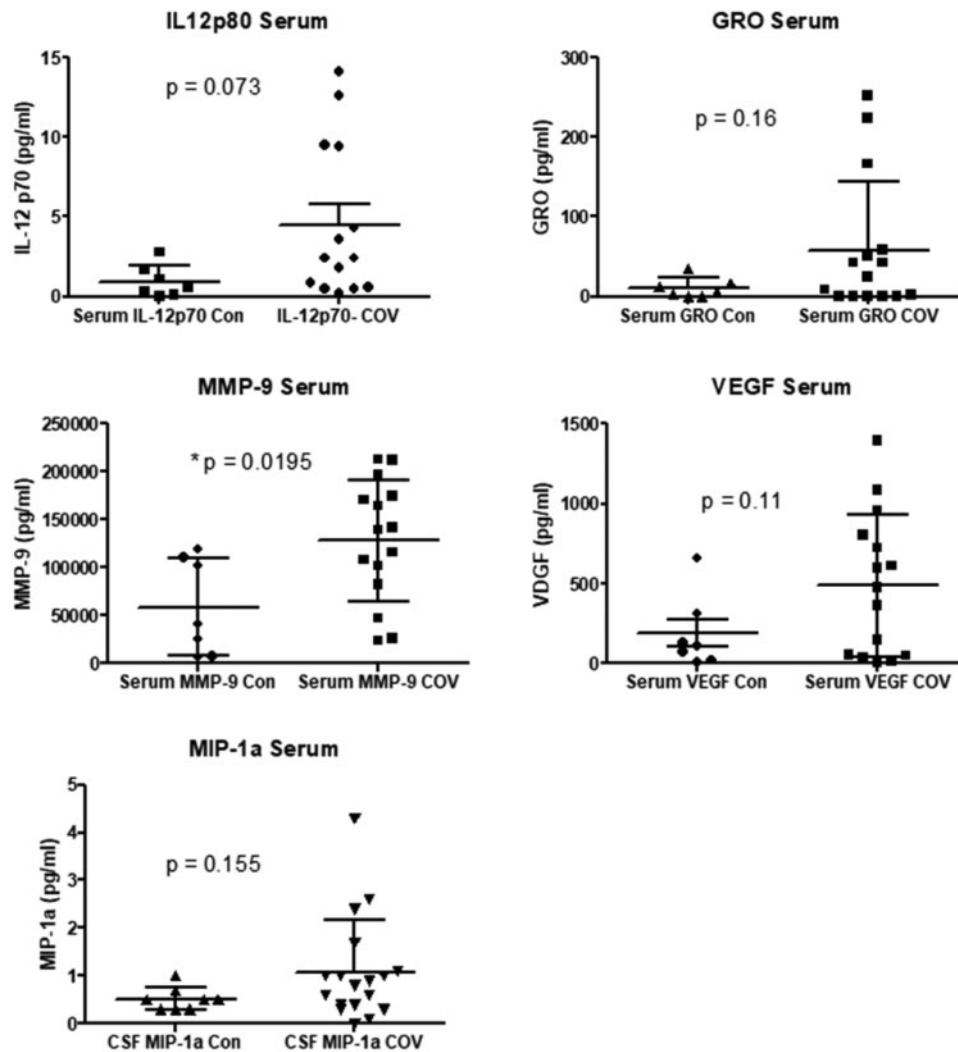 IL12p80 Serum
15
10
5
0
IL-12 p70 (pg/ml)
p = 0.073
Serum IL-12p70 Con
IL-12p70- COV
GRO Serum
300
200
100
0
GRO (pg/ml)
p = 0.16
Serum GRO Con
Serum GRO COV
MMP-9 Serum
250000
200000
150000
100000
50000
0
MMP-9 (pg/ml)
*p = 0.0195
Serum MMP-9 Con
Serum MMP-9 COV
VEGF Serum
1500
1000
500
0
VDGF (pg/ml)
p = 0.11
Serum VEGF Con
Serum VEGF COV
MIP-1a Serum
5
4
3
2
1
0
MIP-1a (pg/ml)
p = 0.155
CSF MIP-1a Con
CSF MIP-1a COV